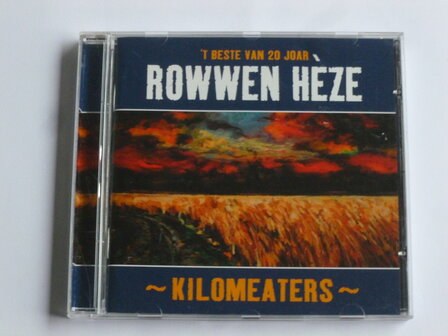 'T BESTE VAN 20 JOAR
ROWWEN HÈZE
~ KILOMEATERS ~